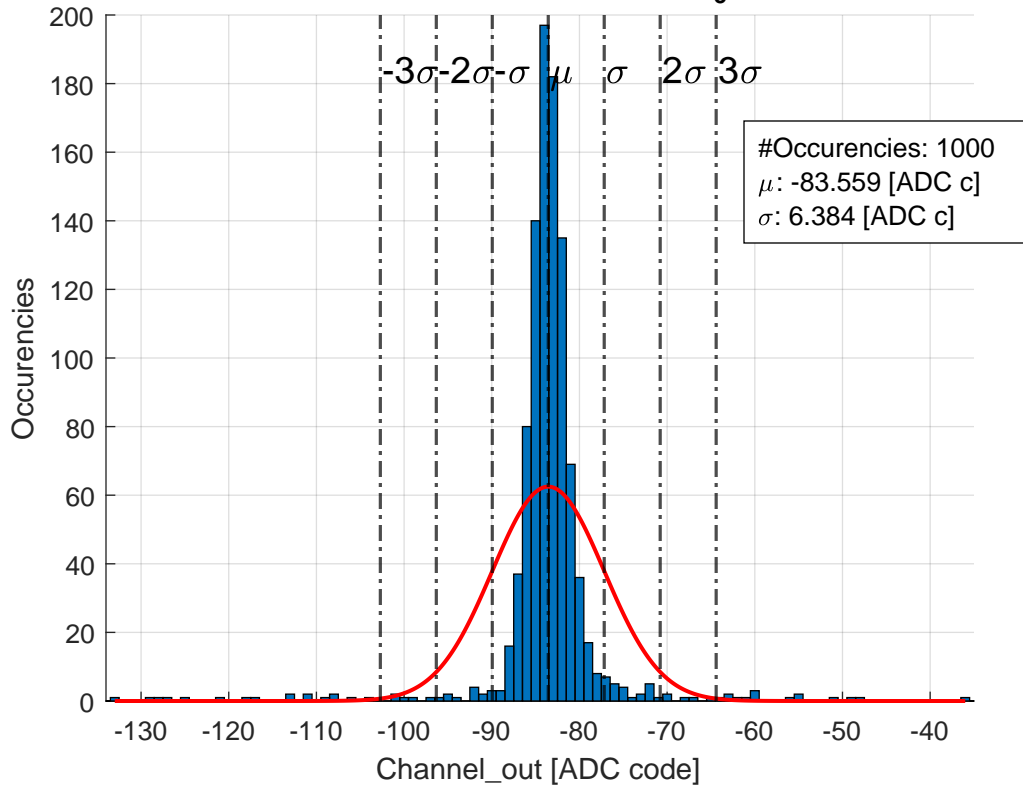 200
180
160
140
120
100
80
60
40
20
0
-3σ -2σ -σ μ σ 2σ 3σ
#Occurencies: 1000
μ: -83.559 [ADC c]
σ: 6.384 [ADC c]
Occurencies
-130 -120 -110 -100 -90 -80 -70 -60 -50 -40
Channel_out [ADC code]